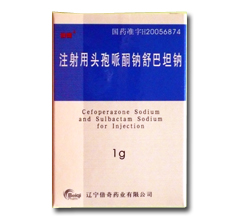 国药准字H20056874
注射用头孢哌酮钠舒巴坦钠
Cefoperazone Sodium
and Sulbactam Sodium
for Injection
1g
辽宁倍奇药业有限公司